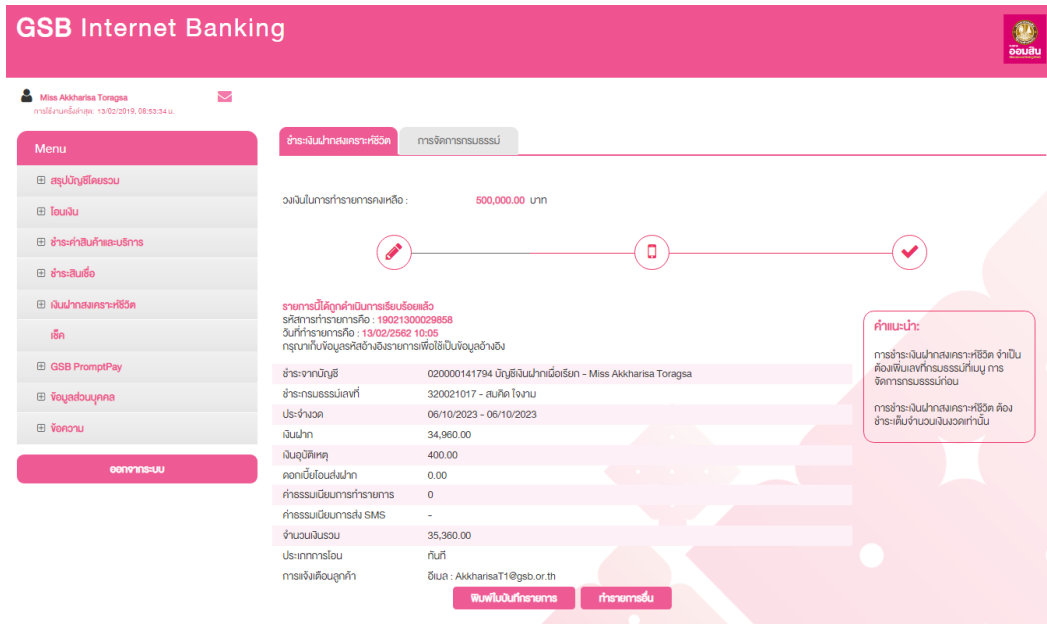 GSB Internet Banking
ออมสิน
Miss Akkharisa Toragsa
การใช้งานครั้งล่าสุด: 13/02/2019, 08:53:34 น.
Menu
สรุปบัญชีโดยรวม
โอนเงิน
ชำระค่าสินค้าและบริการ
ชำระสินเชื่อ
เงินฝากสงเคราะห์ชีวิต
เช็ค
GSB PromptPay
ข้อมูลส่วนบุคคล
ข้อความ
ออกจากระบบ
ชำระเงินฝากสงเคราะห์ชีวิต
การจัดการกรมธรรม์
วงเงินในการทำรายการคงเหลือ : 500,000.00 บาท
รายการนี้ได้ถูกดำเนินการเรียบร้อยแล้ว
รหัสการทำรายการคือ : 19021300029858
วันที่ทำรายการคือ : 13/02/2562 10:05
กรุณาเก็บข้อมูลรหัสอ้างอิงรายการเพื่อใช้เป็นข้อมูลอ้างอิง
ชำระจากบัญชี 020000141794 บัญชีเงินฝากเผื่อเรียก - Miss Akkharisa Toragsa
ชำระกรมธรรม์เลขที่ 320021017 - สมคิด ใจงาม
ประจำงวด 06/10/2023 - 06/10/2023
เงินฝาก 34,960.00
เงินอุบัติเหตุ 400.00
ดอกเบี้ยโอนส่งฝาก 0.00
ค่าธรรมเนียมการทำรายการ 0
ค่าธรรมเนียมการส่ง SMS -
จำนวนเงินรวม 35,360.00
ประเภทการโอน ทันที
การแจ้งเตือนลูกค้า อีเมล : AkkharisaT1@gsb.or.th
พิมพ์ใบบันทึกรายการ
ทำรายการอื่น
คำแนะนำ:
การชำระเงินฝากสงเคราะห์ชีวิต จำเป็น
ต้องเพิ่มเลขที่กรมธรรม์ที่เมนู การ
จัดการกรมธรรม์ก่อน
การชำระเงินฝากสงเคราะห์ชีวิต ต้อง
ชำระเต็มจำนวนเงินงวดเท่านั้น